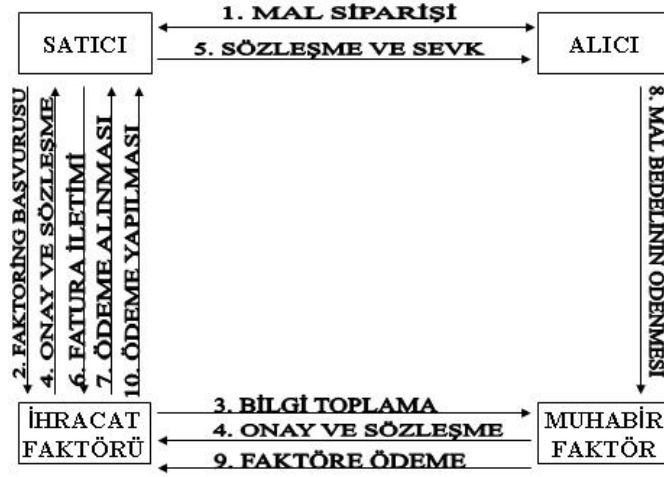 1. MAL SİPARİŞİ
SATICI
ALICI
5. SÖZLEŞME VE SEVK
2. FAKTORİNG BAŞVURUSU
4. ONAY VE SÖZLEŞME
6. FATURA İLETİMİ
7. ÖDEME ALINMASI
10. ÖDEME YAPILMASI
8. MAL BEDELININ ÖDENMESİ
İHRACAT
FAKTÖRÜ
3. BİLGİ TOPLAMA
4. ONAY VE SÖZLEŞME
9. FAKTÖRE ÖDEME
MUHABİR
FAKTÖR